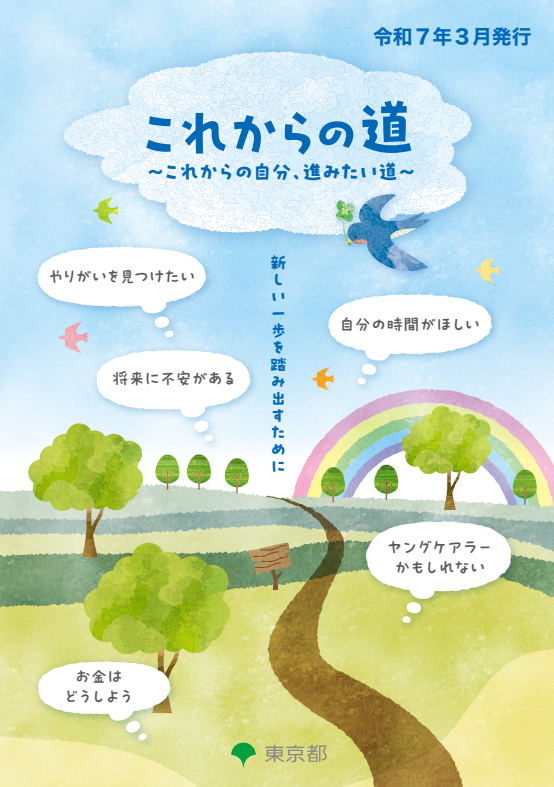 令和7年3月発行
これからの道
～これからの自分、進みたい道～
新しい一歩を踏み出すために
やりがいを見つけたい
自分の時間がほしい
将来に不安がある
ヤングケアラー
かもしれない
お金は
どうしよう
東京都